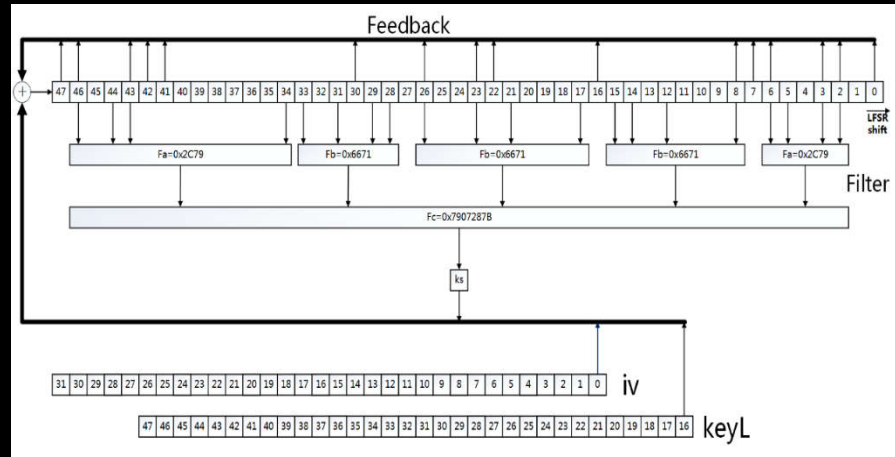 Feedback
+
47 46 45 44 43 42 41 40 39 38 37 36 35 34 33 32 31 30 29 28 27 26 25 24 23 22 21 20 19 18 17 16 15 14 13 12 11 10 9 8 7 6 5 4 3 2 1 0
LFSR
shift
Fa=0x2C79 Fb=0x6671 Fb=0x6671 Fb=0x6671 Fa=0x2C79
Filter
Fc=0x7907287B
ks
31 30 29 28 27 26 25 24 23 22 21 20 19 18 17 16 15 14 13 12 11 10 9 8 7 6 5 4 3 2 1 0 iv
47 46 45 44 43 42 41 40 39 38 37 36 35 34 33 32 31 30 29 28 27 26 25 24 23 22 21 20 19 18 17 16 keyL